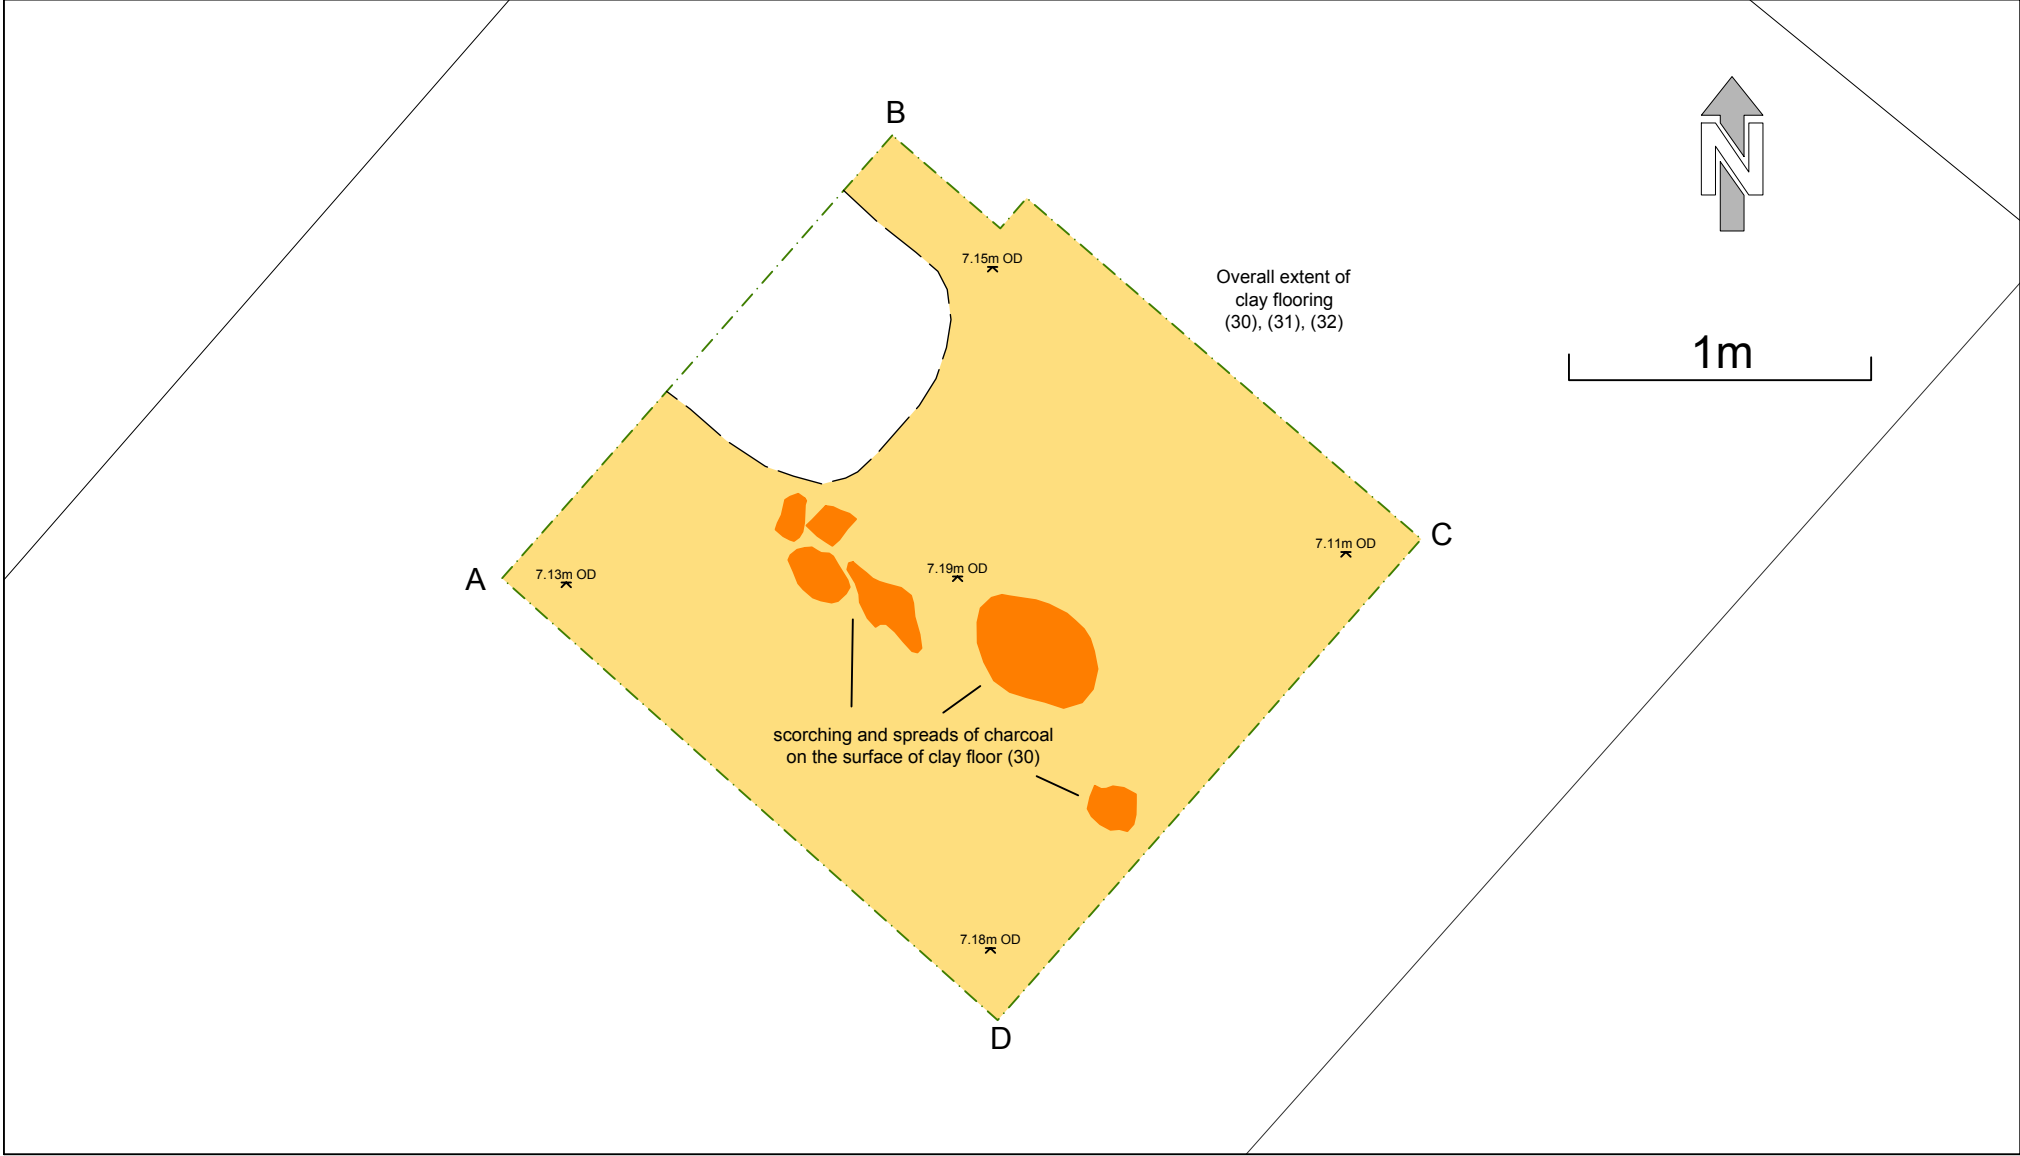 B
N
7.15m OD
Overall extent of
clay flooring
(30), (31), (32)
1m
C
7.11m OD
A
7.13m OD
7.19m OD
scorching and spreads of charcoal
on the surface of clay floor (30)
7.18m OD
D